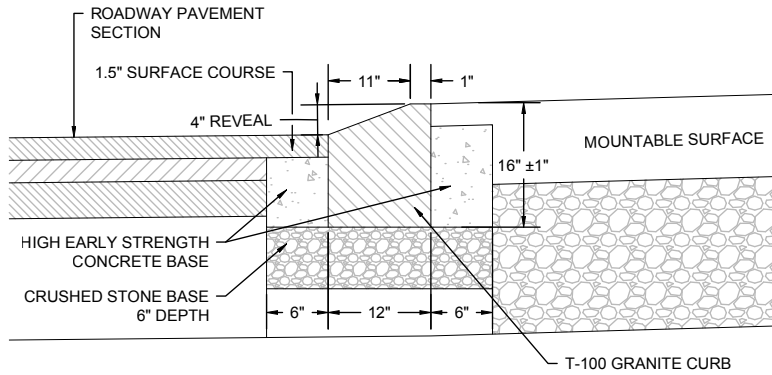 ROADWAY PAVEMENT
SECTION
1.5" SURFACE COURSE
11"
1"
4" REVEAL
MOUNTABLE SURFACE
16" ±1"
HIGH EARLY STRENGTH
CONCRETE BASE
CRUSHED STONE BASE
6" DEPTH
6"
12"
6"
T-100 GRANITE CURB